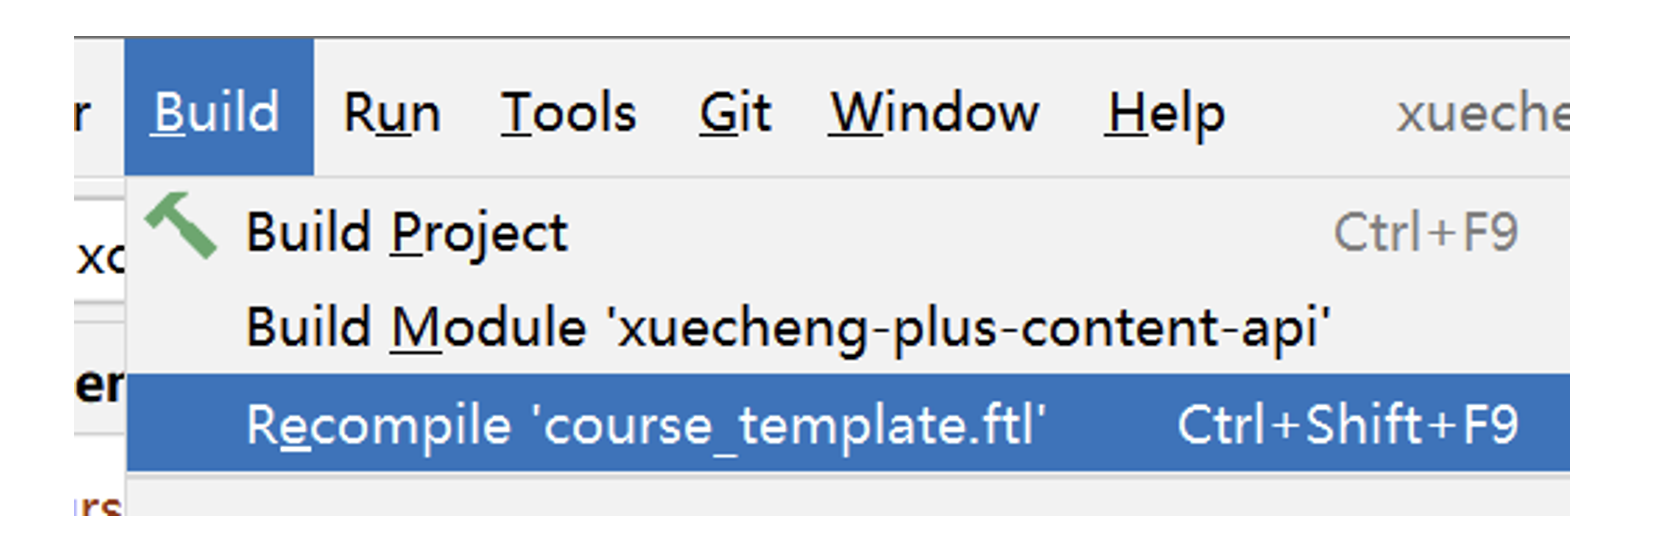 r Build Run Tools Git Window Help xueche
Build Project Ctrl+F9
xc
Build Module 'xuecheng-plus-content-api'
er
Recompile 'course_template.ftl' Ctrl+Shift+F9
urs